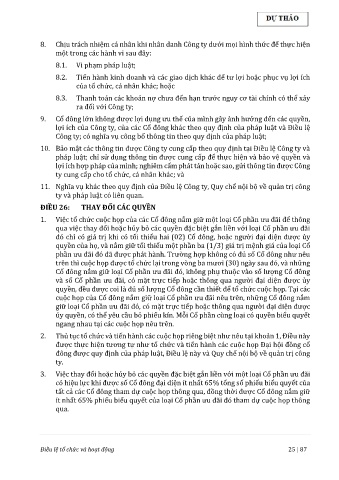 DỰ THẢO
8. Chịu trách nhiệm cá nhân khi nhân danh Công ty dưới mọi hình thức để thực hiện
một trong các hành vi sau đây:
8.1. Vi phạm pháp luật;
8.2. Tiến hành kinh doanh và các giao dịch khác để tư lợi hoặc phục vụ lợi ích
của tổ chức, cá nhân khác; hoặc
8.3. Thanh toán các khoản nợ chưa đến hạn trước nguy cơ tài chính có thể xảy
ra đối với Công ty;
9. Cổ đông lớn không được lợi dụng ưu thế của mình gây ảnh hưởng đến các quyền,
lợi ích của Công ty, của các Cổ đông khác theo quy định của pháp luật và Điều lệ
Công ty; có nghĩa vụ công bố thông tin theo quy định của pháp luật;
10. Bảo mật các thông tin được Công ty cung cấp theo quy định tại Điều lệ Công ty và
pháp luật; chỉ sử dụng thông tin được cung cấp để thực hiện và bảo vệ quyền và
lợi ích hợp pháp của mình; nghiêm cấm phát tán hoặc sao, gửi thông tin được Công
ty cung cấp cho tổ chức, cá nhân khác; và
11. Nghĩa vụ khác theo quy định của Điều lệ Công ty, Quy chế nội bộ về quản trị công
ty và pháp luật có liên quan.
ĐIỀU 26: THAY ĐỔI CÁC QUYỀN
1. Việc tổ chức cuộc họp của các Cổ đông nắm giữ một loại Cổ phần ưu đãi để thông
qua việc thay đổi hoặc hủy bỏ các quyền đặc biệt gắn liền với loại Cổ phần ưu đãi
đó chỉ có giá trị khi có tối thiểu hai (02) Cổ đông, hoặc người đại diện được ủy
quyền của họ, và nắm giữ tối thiểu một phần ba (1/3) giá trị mệnh giá của loại Cổ
phần ưu đãi đó đã được phát hành. Trường hợp không có đủ số Cổ đông như nêu
trên thì cuộc họp được tổ chức lại trong vòng ba mươi (30) ngày sau đó, và những
Cổ đông nắm giữ loại Cổ phần ưu đãi đó, không phụ thuộc vào số lượng Cổ đông
và số Cổ phần ưu đãi, có mặt trực tiếp hoặc thông qua người đại diện được ủy
quyền, đều được coi là đủ số lượng Cổ đông cần thiết để tổ chức cuộc họp. Tại các
cuộc họp của Cổ đông nắm giữ loại Cổ phần ưu đãi nêu trên, những Cổ đông nắm
giữ loại Cổ phần ưu đãi đó, có mặt trực tiếp hoặc thông qua người đại diện được
ủy quyền, có thể yêu cầu bỏ phiếu kín. Mỗi Cổ phần cùng loại có quyền biểu quyết
ngang nhau tại các cuộc họp nêu trên.
2. Thủ tục tổ chức và tiến hành các cuộc họp riêng biệt như nêu tại khoản 1, Điều này
được thực hiện tương tự như tổ chức và tiến hành các cuộc họp Đại hội đồng cổ
đông được quy định của pháp luật, Điều lệ này và Quy chế nội bộ về quản trị công
ty.
3. Việc thay đổi hoặc hủy bỏ các quyền đặc biệt gắn liền với một loại Cổ phần ưu đãi
có hiệu lực khi được số Cổ đông đại diện ít nhất 65% tổng số phiếu biểu quyết của
tất cả các Cổ đông tham dự cuộc họp thông qua, đồng thời được Cổ đông nắm giữ
ít nhất 65% phiếu biểu quyết của loại Cổ phần ưu đãi đó tham dự cuộc họp thông
qua.
Điều lệ tổ chức và hoạt động 25 | 87